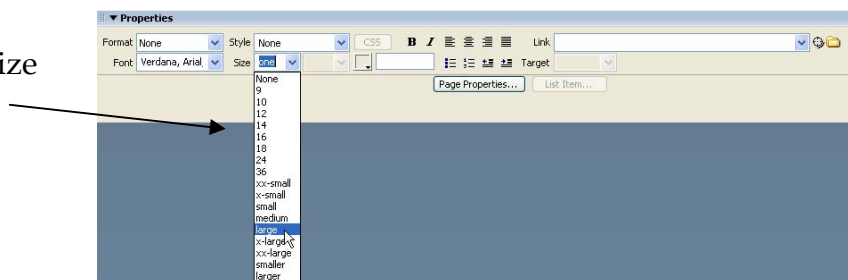 ▼ Properties
Format None Style None CSS B I Link
ize
Font Verdana, Arial, Size one Target
Page Properties... List Item...
None
9
10
12
14
16
18
24
36
xx-small
x-small
small
medium
large
x-large
xx-large
smaller
larger